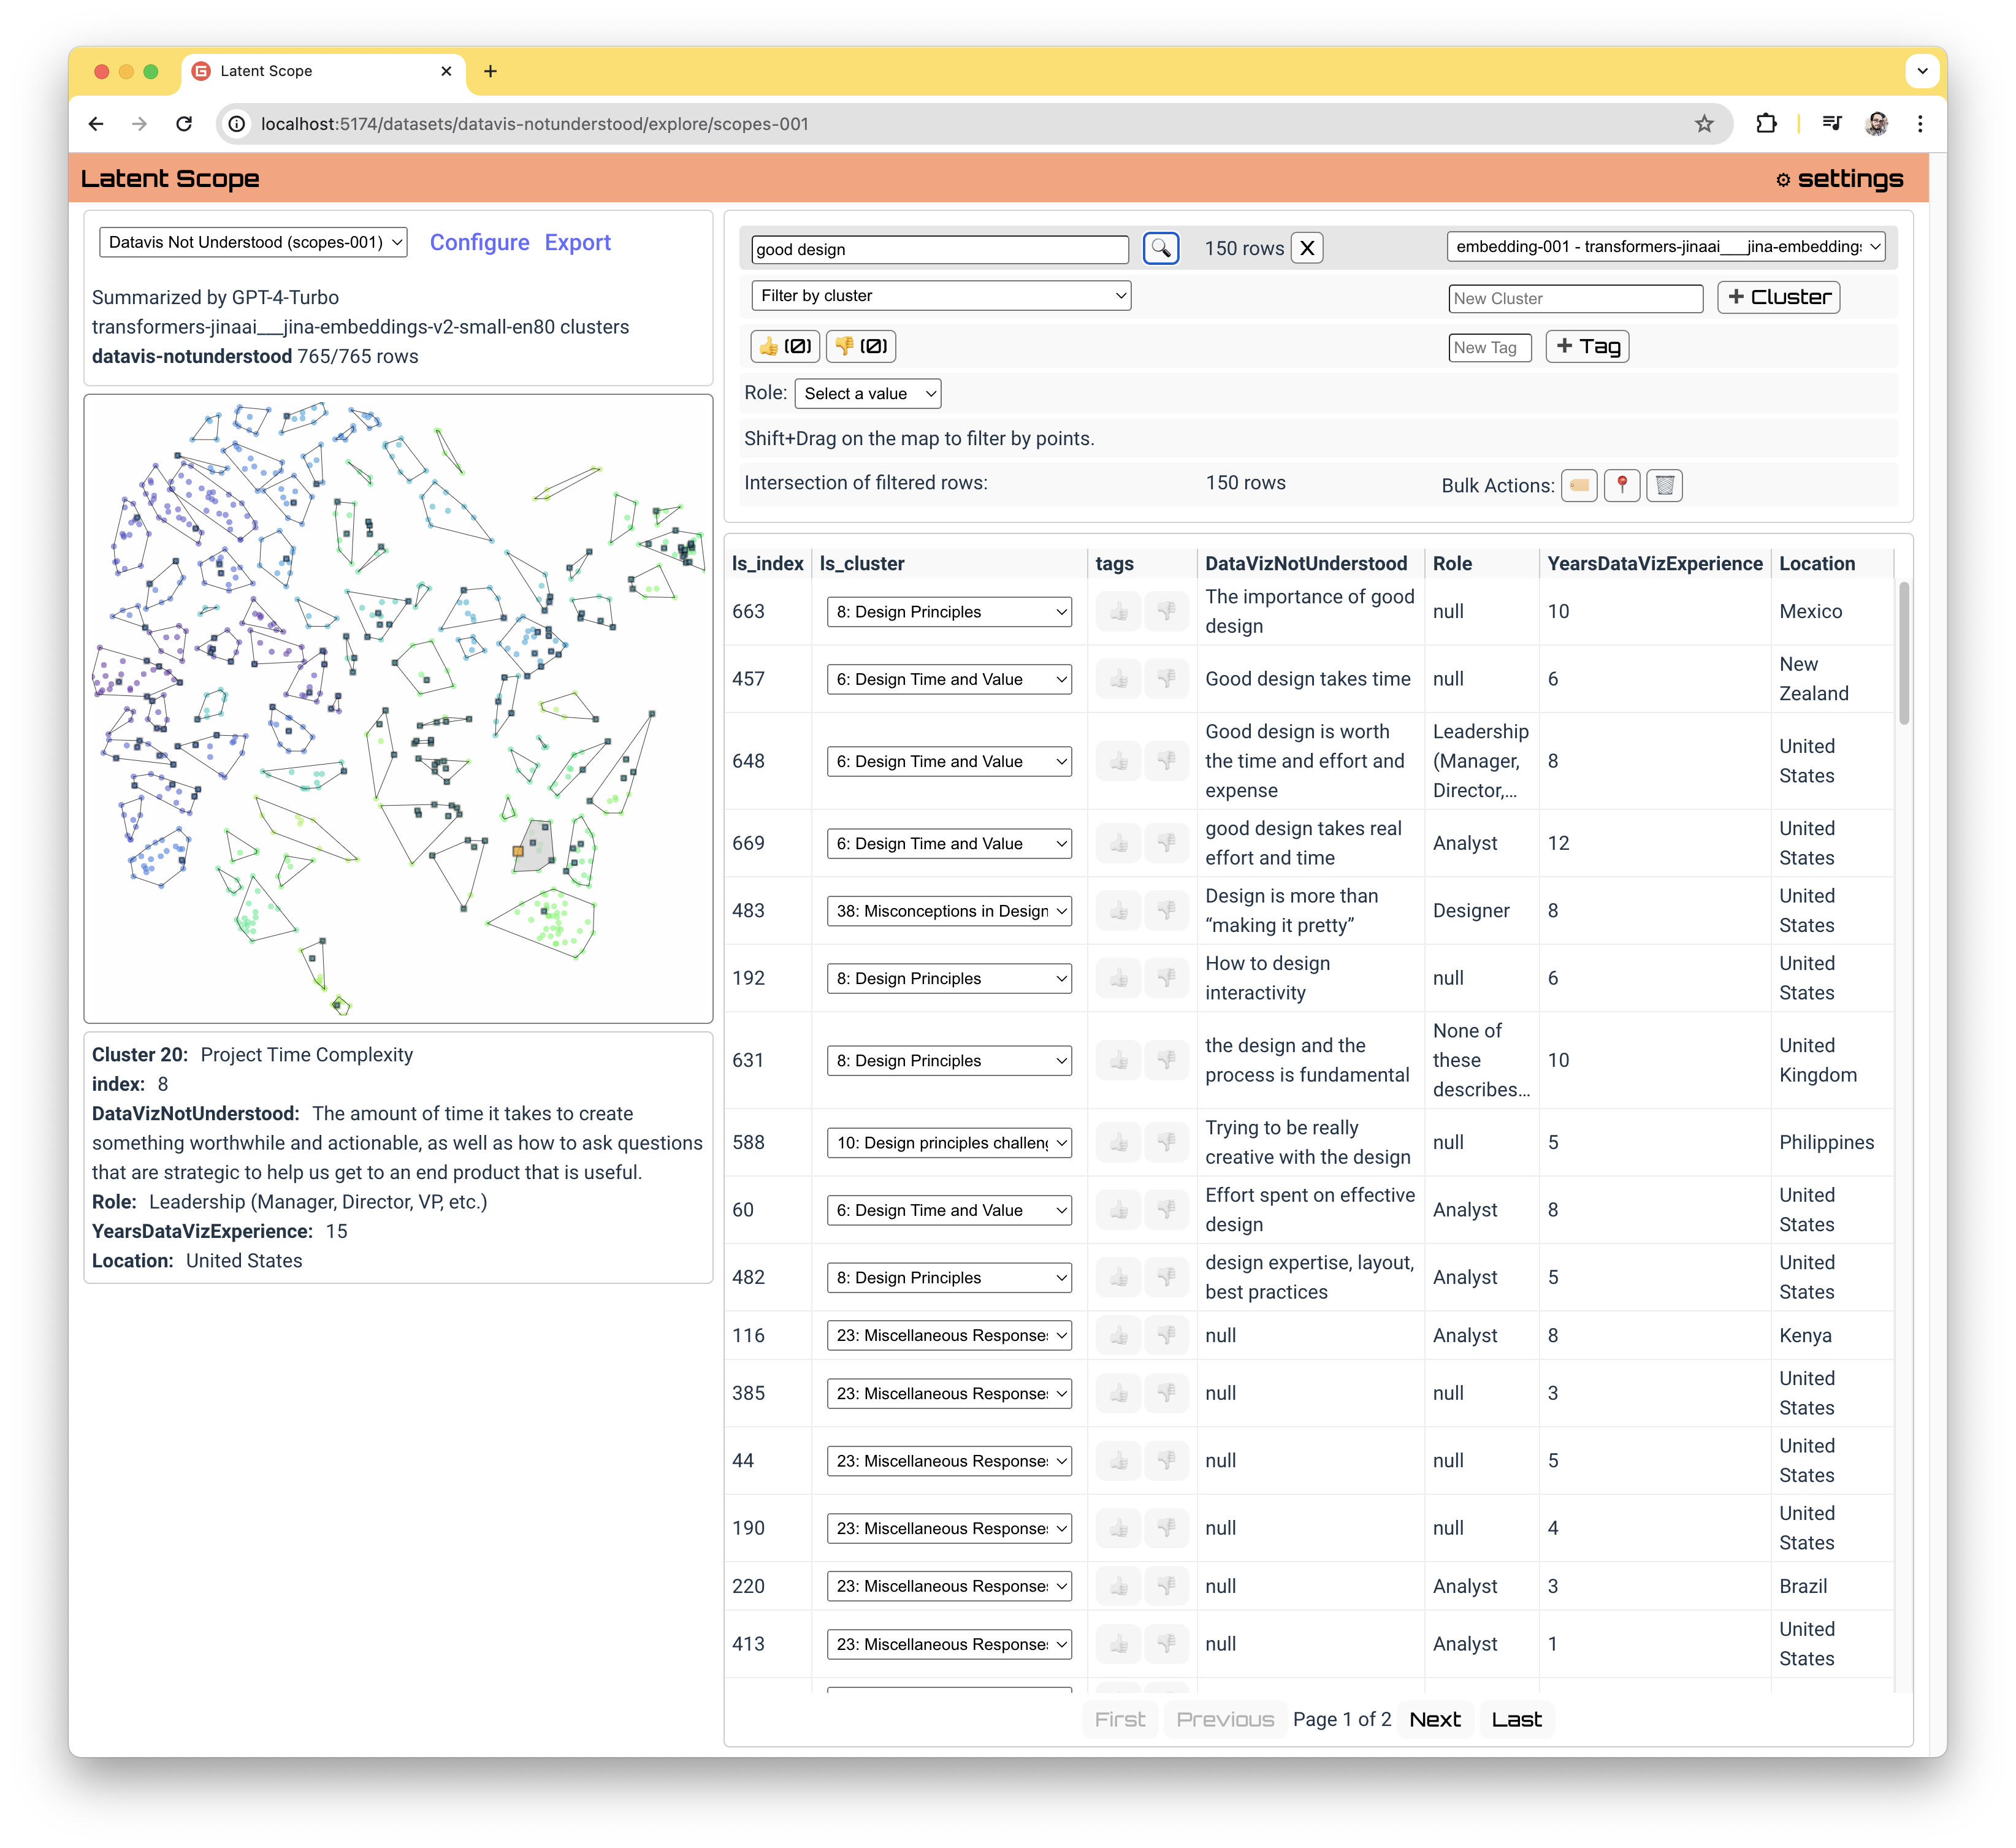 Latent Scope
localhost:5174/datasets/datavis-notunderstood/explore/scopes-001
Latent Scope
settings
Datavis Not Understood (scopes-001)
Configure
Export
Summarized by GPT-4-Turbo
transformers-jinaai___jina-embeddings-v2-small-en80 clusters
datavis-notunderstood 765/765 rows
good design
150 rows
X
embedding-001 - transformers-jinaai___jina-embeddings
Filter by cluster
New Cluster
+ Cluster
👍 (0)
👎 (0)
New Tag
+ Tag
Role:
Select a value
Shift+Drag on the map to filter by points.
Intersection of filtered rows:
150 rows
Bulk Actions:
Cluster 20: Project Time Complexity
index: 8
DataVizNotUnderstood: The amount of time it takes to create
something worthwhile and actionable, as well as how to ask questions
that are strategic to help us get to an end product that is useful.
Role: Leadership (Manager, Director, VP, etc.)
YearsDataVizExperience: 15
Location: United States
ls_index ls_cluster tags DataVizNotUnderstood Role YearsDataVizExperience Location
663 8: Design Principles The importance of good design null 10 Mexico
457 6: Design Time and Value Good design takes time null 6 New Zealand
648 6: Design Time and Value Good design is worth the time and effort and expense Leadership (Manager, Director,... 8 United States
669 6: Design Time and Value good design takes real effort and time Analyst 12 United States
483 38: Misconceptions in Design Design is more than “making it pretty” Designer 8 United States
192 8: Design Principles How to design interactivity null 6 United States
631 8: Design Principles the design and the process is fundamental None of these describes... 10 United Kingdom
588 10: Design principles challeng Trying to be really creative with the design null 5 Philippines
60 6: Design Time and Value Effort spent on effective design Analyst 8 United States
482 8: Design Principles design expertise, layout, best practices Analyst 5 United States
116 23: Miscellaneous Responses null Analyst 8 Kenya
385 23: Miscellaneous Responses null null 3 United States
44 23: Miscellaneous Responses null null 5 United States
190 23: Miscellaneous Responses null null 4 United States
220 23: Miscellaneous Responses null Analyst 3 Brazil
413 23: Miscellaneous Responses null Analyst 1 United States
First Previous Page 1 of 2 Next Last